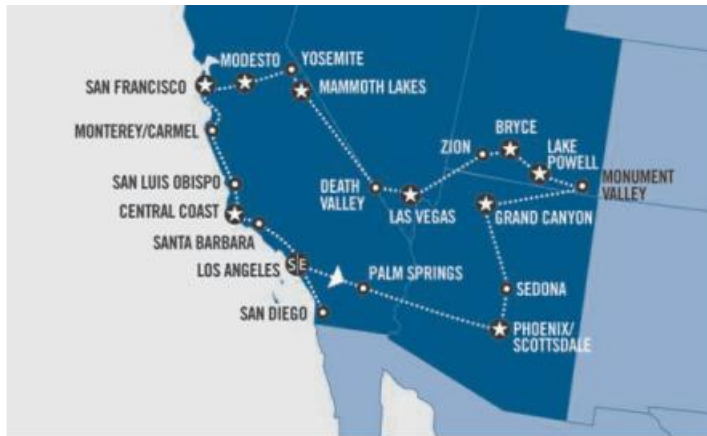 MODESTO
YOSEMITE
SAN FRANCISCO
MAMMOTH LAKES
MONTEREY/CARMEL
BRYCE
ZION
LAKE
POWELL
MONUMENT
VALLEY
SAN LUIS OBISPO
DEATH
VALLEY
LAS VEGAS
CENTRAL COAST
GRAND CANYON
SANTA BARBARA
LOS ANGELES
S E
PALM SPRINGS
SEDONA
SAN DIEGO
PHOENIX/
SCOTTSDALE